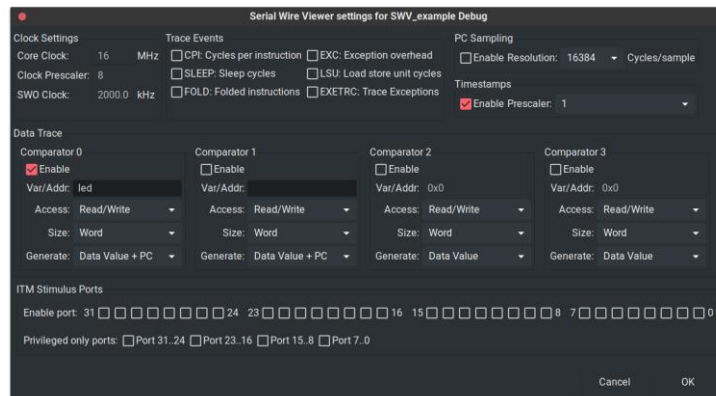 Serial Wire Viewer settings for SWV_example Debug
Clock Settings
Core Clock: 16 MHz
Clock Prescaler: 8
SWO Clock: 2000.0 kHz
Trace Events
CPI: Cycles per instruction EXC: Exception overhead
SLEEP: Sleep cycles LSU: Load store unit cycles
FOLD: Folded instructions EXETRC: Trace Exceptions
PC Sampling
Enable Resolution: 16384 Cycles/sample
Timestamps
Enable Prescaler: 1
Data Trace
Comparator 0
Enable
Var/Addr: led
Access: Read/Write
Size: Word
Generate: Data Value + PC
Comparator 1
Enable
Var/Addr:
Access: Read/Write
Size: Word
Generate: Data Value + PC
Comparator 2
Enable
Var/Addr: 0x0
Access: Read/Write
Size: Word
Generate: Data Value
Comparator 3
Enable
Var/Addr: 0x0
Access: Read/Write
Size: Word
Generate: Data Value
ITM Stimulus Ports
Enable port: 31 24 23 16 15 8 7 0
Privileged only ports: Port 31..24 Port 23..16 Port 15..8 Port 7..0
Cancel OK